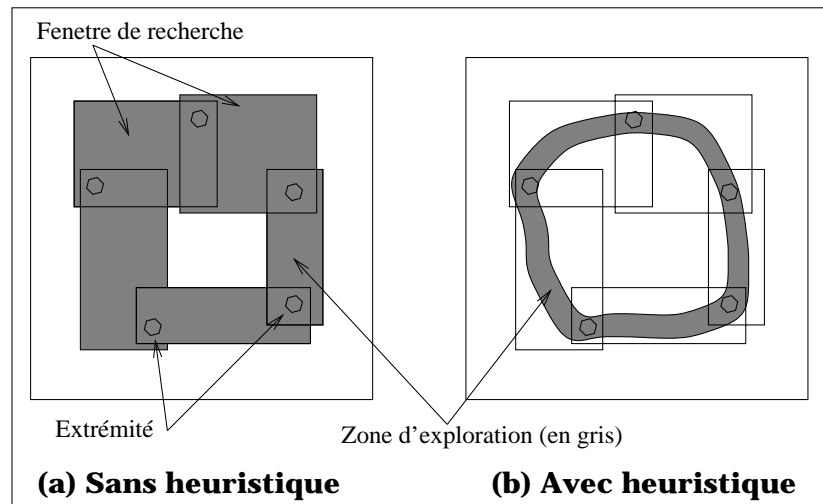 Fenetre de recherche
Extrémité
Zone d'exploration (en gris)
(a) Sans heuristique
(b) Avec heuristique